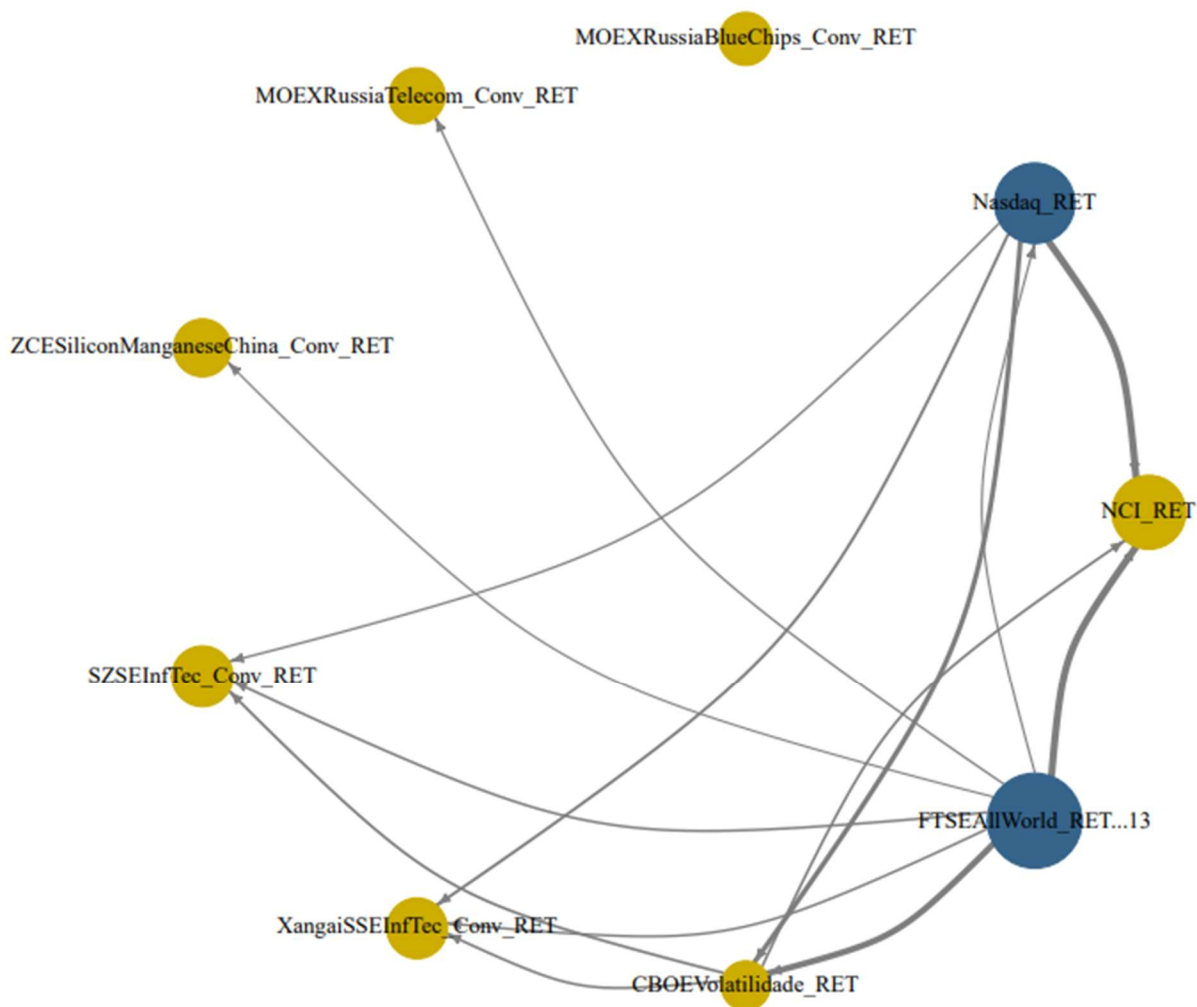 MOEXRussiaBlueChips_Conv_RET
MOEXRussiaTelecom_Conv_RET
Nasdaq_RET
ZCESiliconManganeseChina_Conv_RET
NCI_RET
SZSEInfTec_Conv_RET
FTSEAllWorld_RET...13
XangaiSSEInfTec_Conv_RET
CBOEVolatilidade_RET